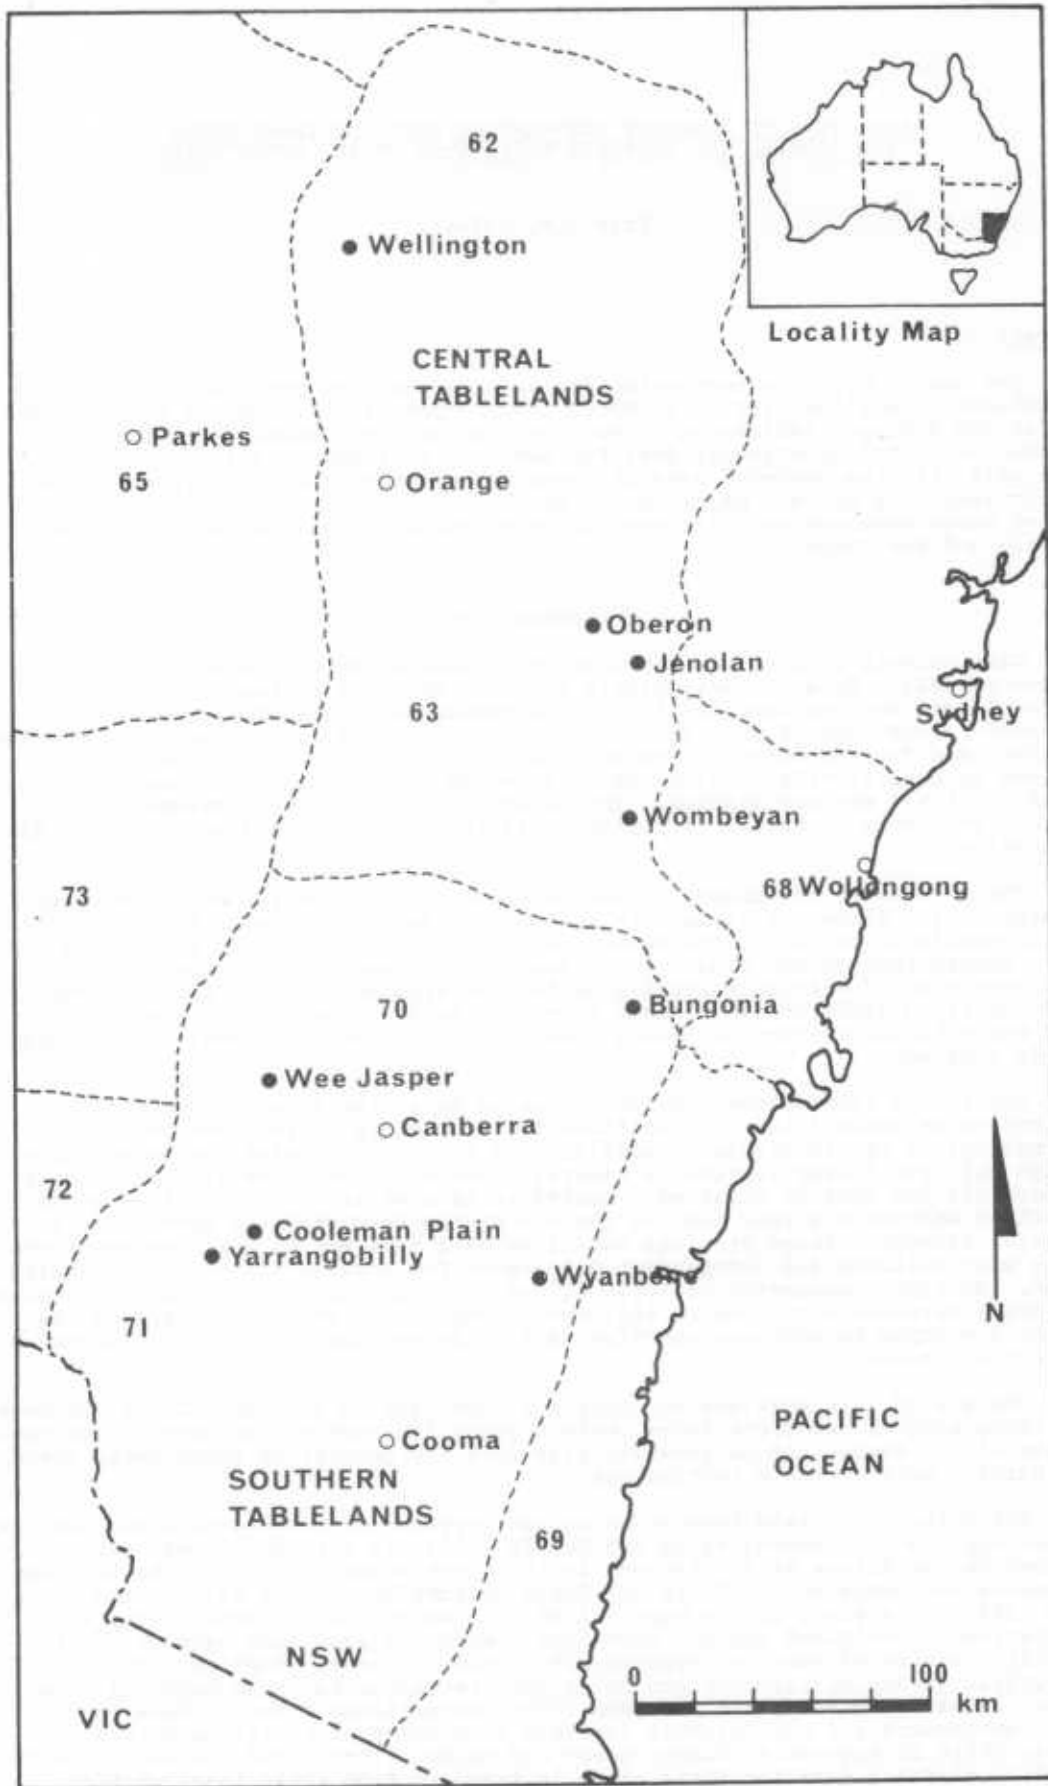 62
Wellington
Locality Map
CENTRAL
TABLELANDS
Parkes
65
Orange
Oberon
Jenolan
Sydney
63
Wombeyan
73
68 Wollongong
70
Bungonia
Wee Jasper
Canberra
72
Cooleman Plain
Yarrangobilly
N
71
PACIFIC
OCEAN
Cooma
SOUTHERN
TABLELANDS
69
NSW
0 100
km
VIC